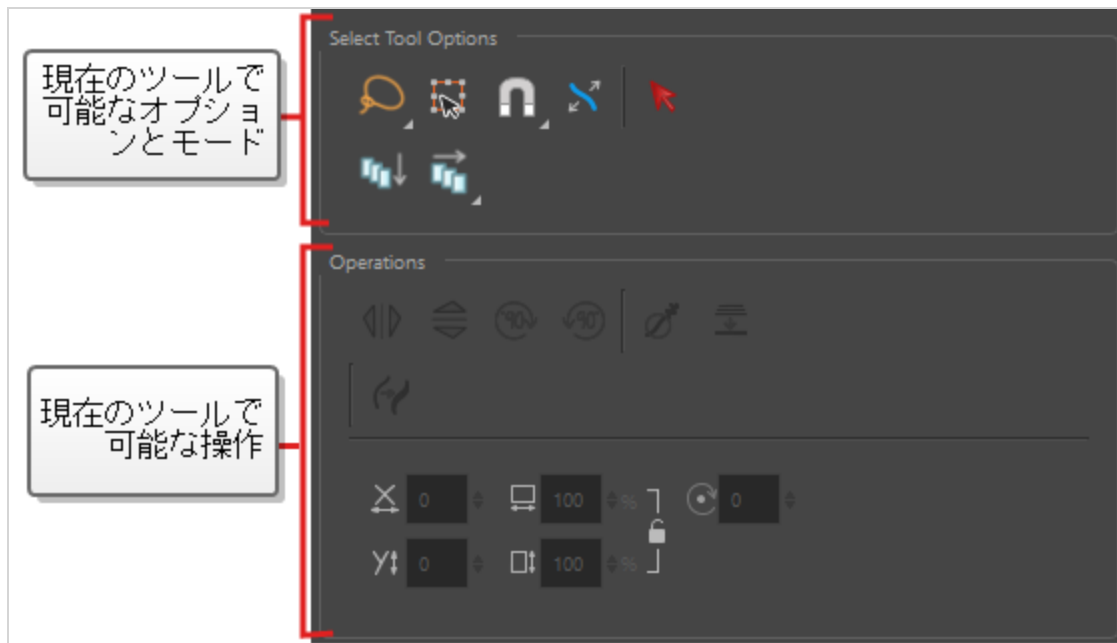 Select Tool Options
現在のツールで
可能なオプショ
ンとモード
Operations
90
90°
現在のツールで
可能な操作
X 0 100 % 0
Y 0 100 %